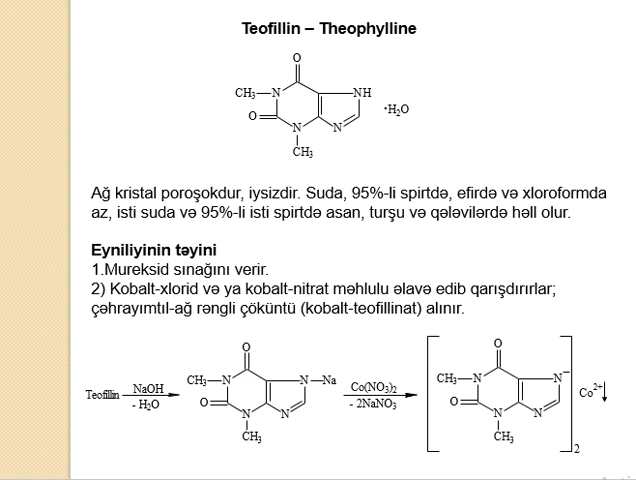 Teofillin – Theophylline
O
CH₃ N NH
O N N ·H₂O
CH₃
Ağ kristal poroşokdur, iysizdir. Suda, 95%-li spirtdə, efirdə və xloroformda
az, isti suda və 95%-li isti spirtdə asan, turşu və qələvilərdə həll olur.
Eyniliyinin təyini
1.Mureksid sınağını verir.
2) Kobalt-xlorid və ya kobalt-nitrat məhlulu əlavə edib qarışdırırlar;
çəhrayımtıl-ağ rəngli çöküntü (kobalt-teofillinat) alınır.
Teofillin NaOH - H₂O
O
CH₃ N N Na
O N N
CH₃
Co(NO₃)₂ - 2NaNO₃
O
CH₃ N N⁻
O N N
CH₃
2
Co²⁺↓